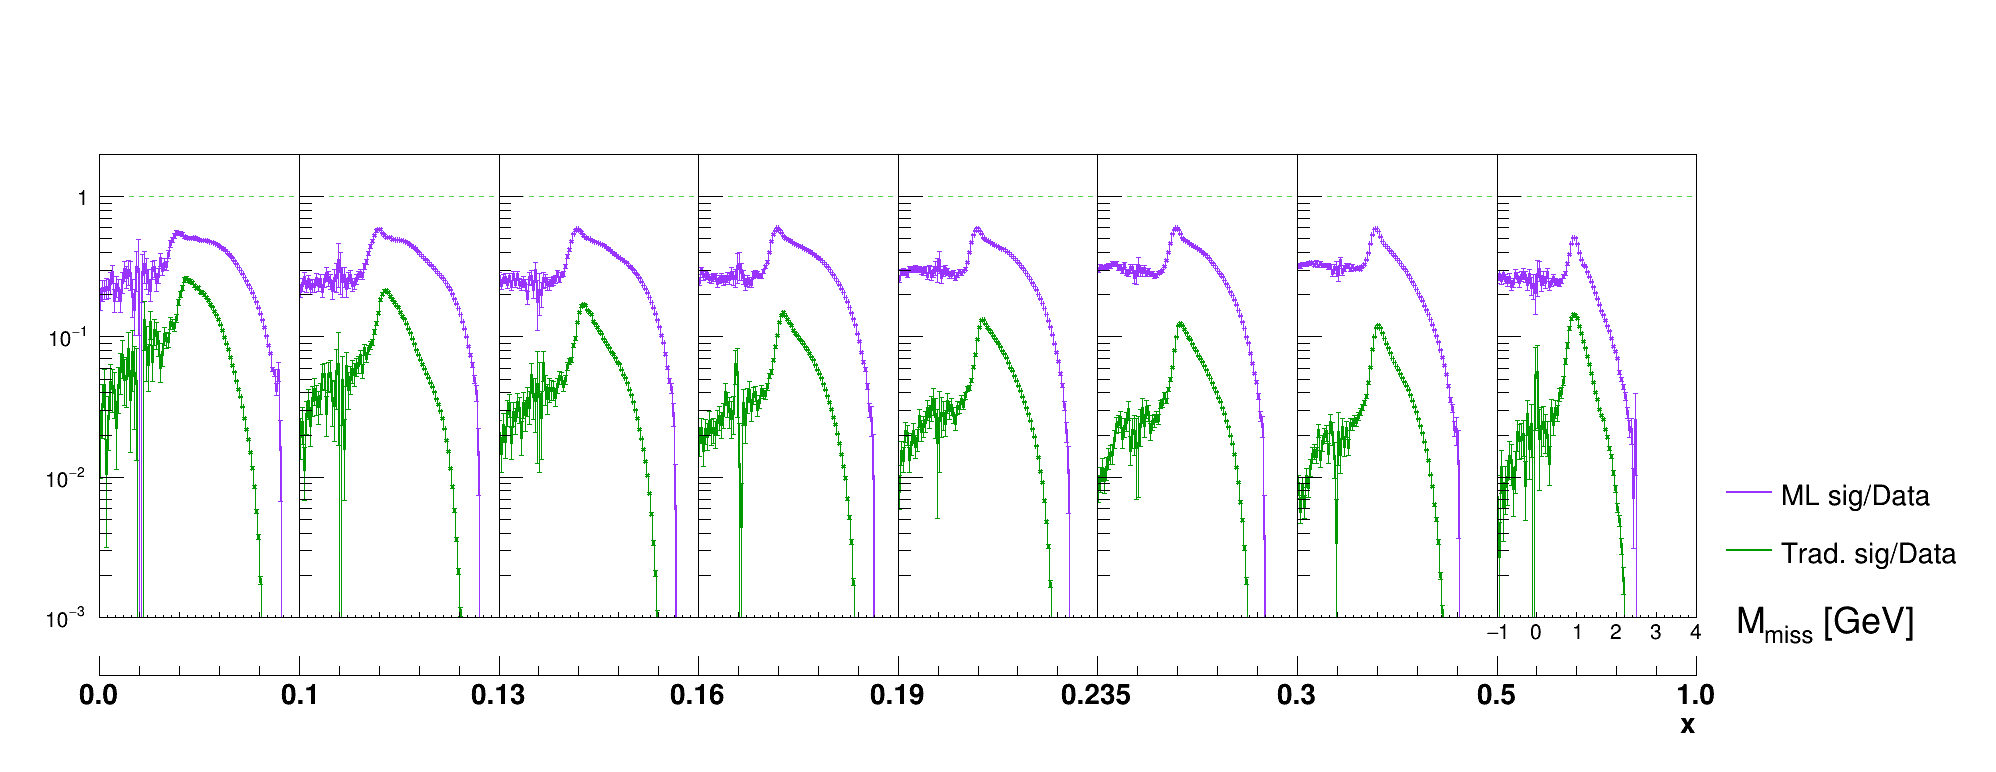 1
10⁻¹
10⁻²
10⁻³
ML sig/Data
Trad. sig/Data
−1 0 1 2 3 4
M_miss [GeV]
0.0 0.1 0.13 0.16 0.19 0.235 0.3 0.5 1.0
x